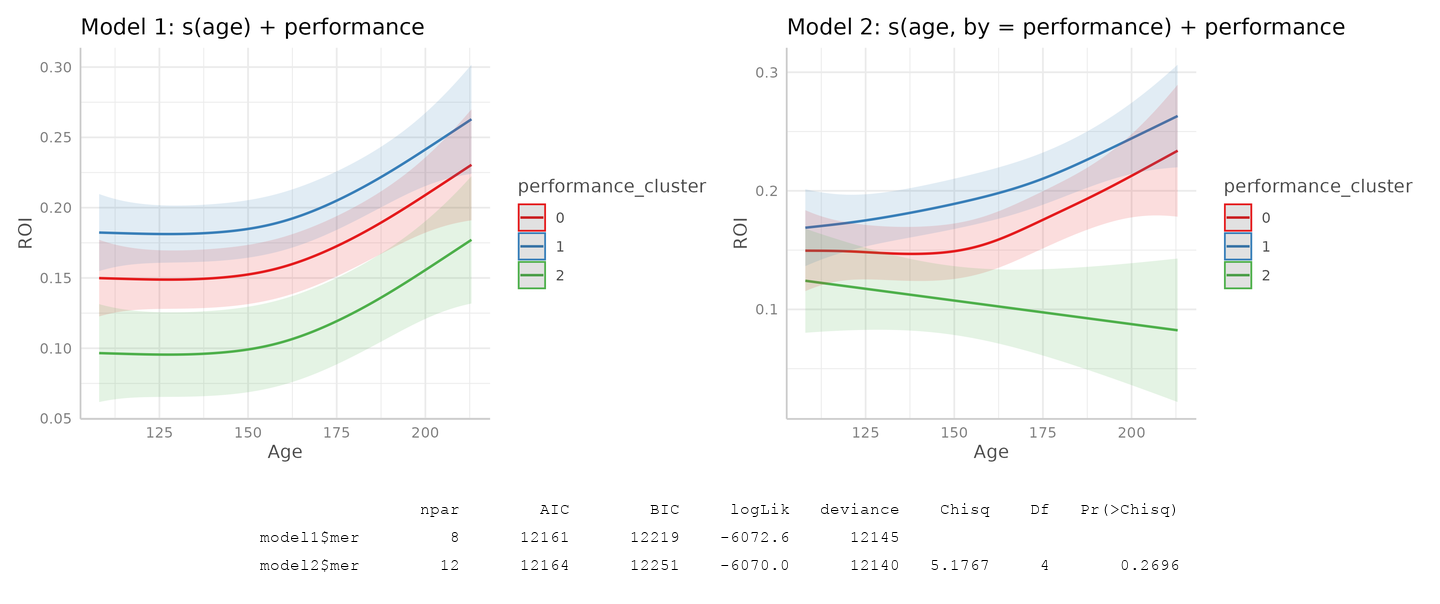 Model 1: s(age) + performance
0.30
0.25
0.20
0.15
0.10
0.05
ROI
125 150 175 200
Age
performance_cluster
0
1
2
Model 2: s(age, by = performance) + performance
0.3
0.2
0.1
ROI
125 150 175 200
Age
performance_cluster
0
1
2
npar AIC BIC logLik deviance Chisq Df Pr(>Chisq)
model1$mer 8 12161 12219 -6072.6 12145
model2$mer 12 12164 12251 -6070.0 12140 5.1767 4 0.2696